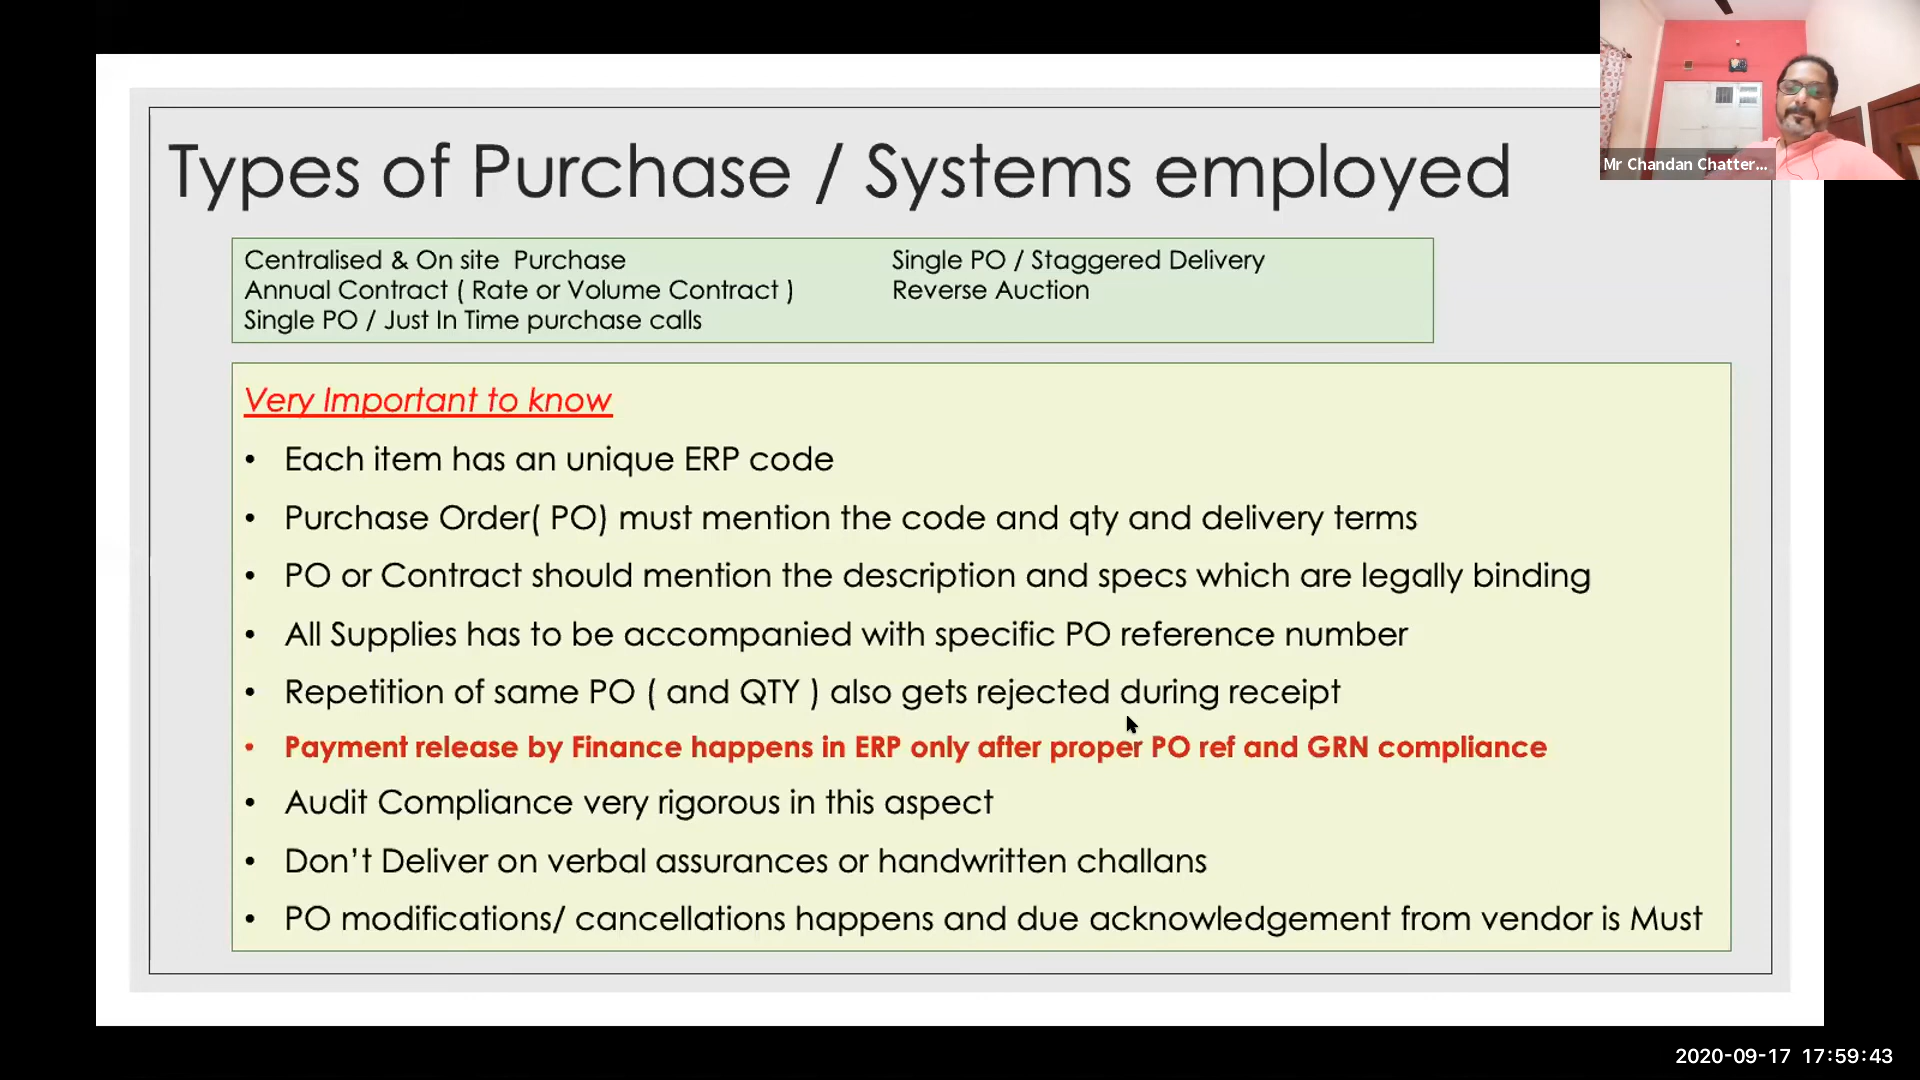 Types of Purchase / Systems employed
Mr Chandan Chatter...
Centralised & On site Purchase
Annual Contract ( Rate or Volume Contract )
Single PO / Just In Time purchase calls
Single PO / Staggered Delivery
Reverse Auction
Very Important to know
• Each item has an unique ERP code
• Purchase Order( PO) must mention the code and qty and delivery terms
• PO or Contract should mention the description and specs which are legally binding
• All Supplies has to be accompanied with specific PO reference number
• Repetition of same PO ( and QTY ) also gets rejected during receipt
• Payment release by Finance happens in ERP only after proper PO ref and GRN compliance
• Audit Compliance very rigorous in this aspect
• Don’t Deliver on verbal assurances or handwritten challans
• PO modifications/ cancellations happens and due acknowledgement from vendor is Must
2020-09-17 17:59:43